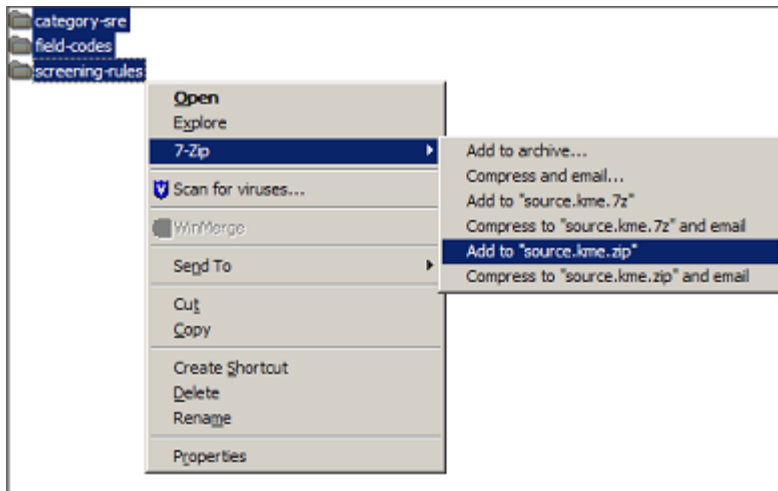 category-sre
field-codes
screening-rules
Open
Explore
7-Zip
Scan for viruses...
WinMerge
Send To
Cut
Copy
Create Shortcut
Delete
Rename
Properties
Add to archive...
Compress and email...
Add to "source.kme.7z"
Compress to "source.kme.7z" and email
Add to "source.kme.zip"
Compress to "source.kme.zip" and email